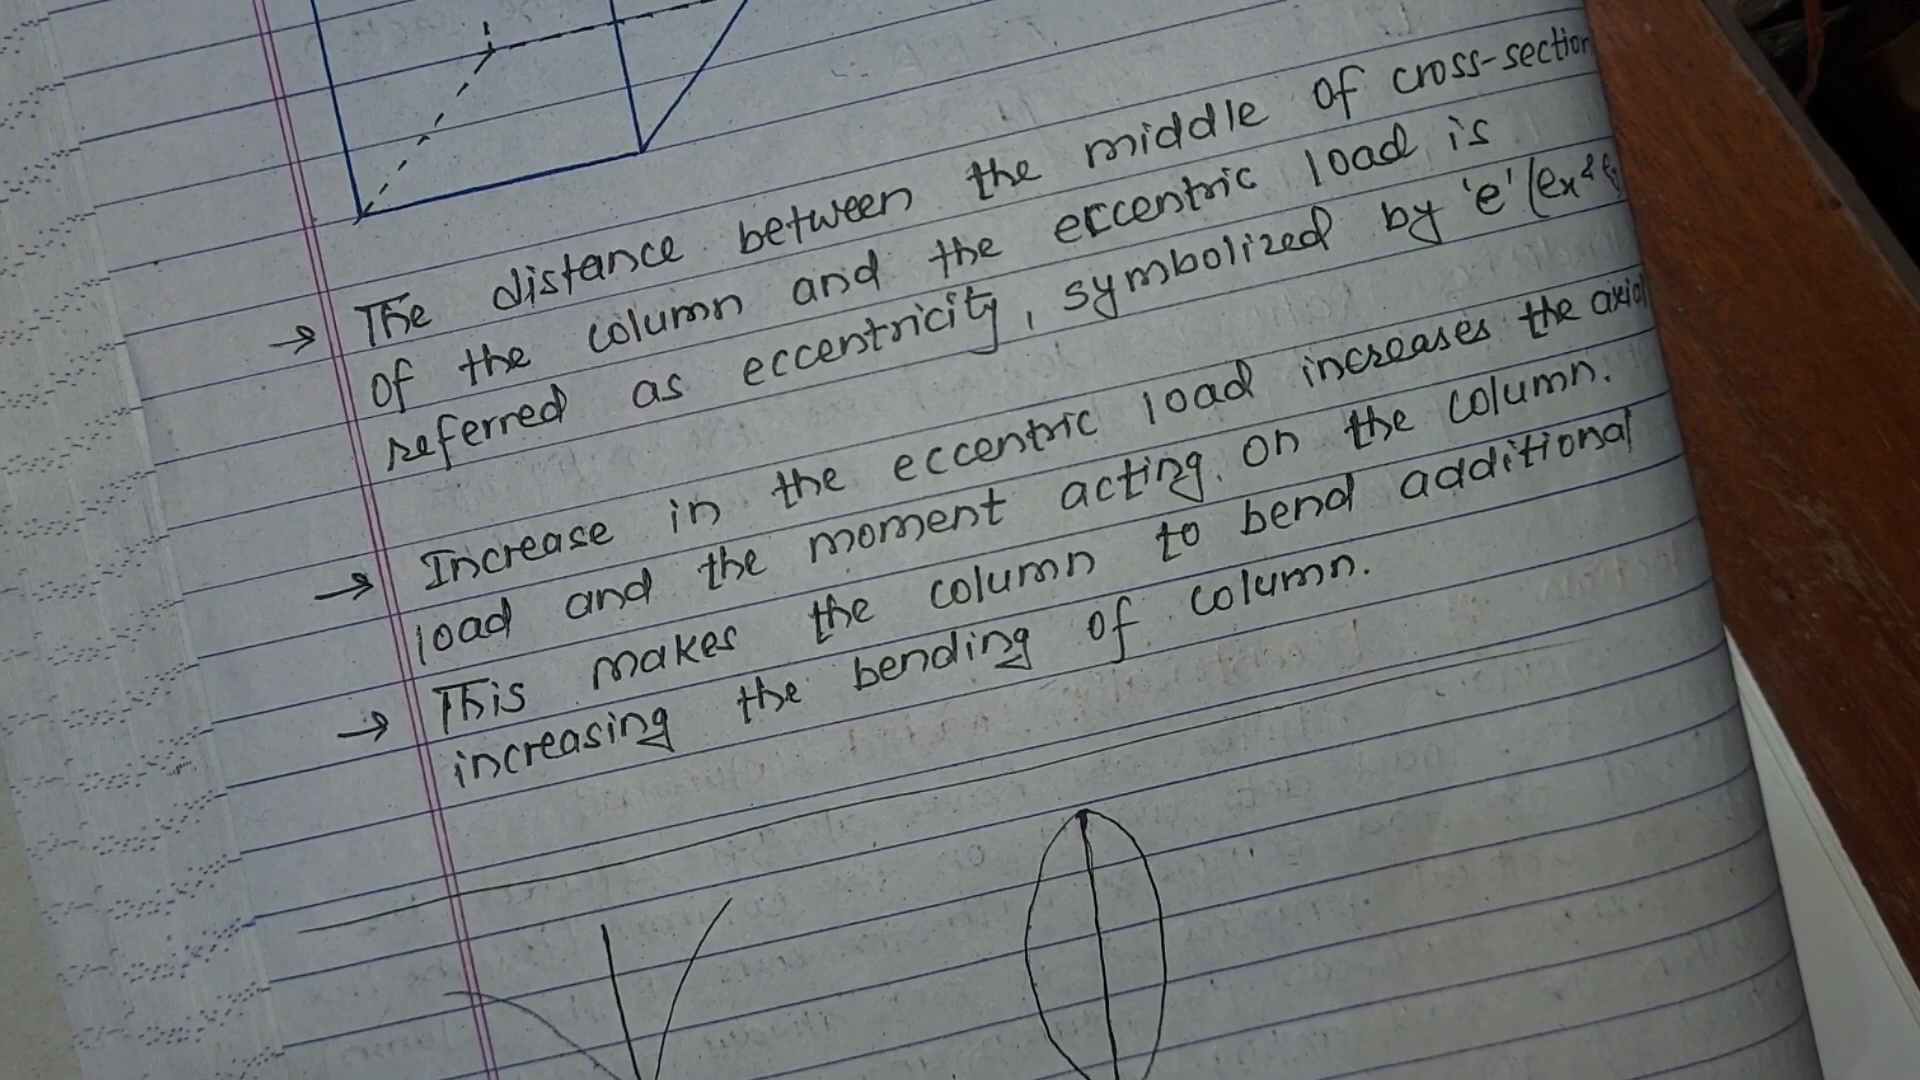 → The distance between the middle of cross-section
of the column and the eccentric load is
referred as eccentricity, symbolized by 'e' (ex &
→ Increase in the eccentric load increases the axial
load and the moment acting on the column.
→ This makes the column to bend additional
increasing the bending of column.